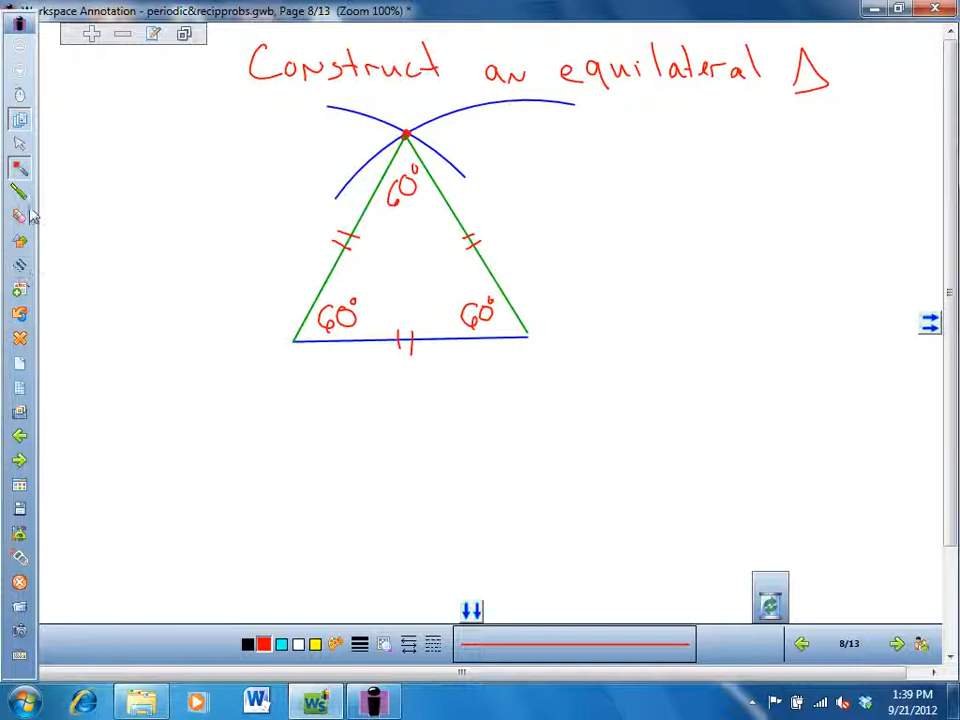 Workspace Annotation - periodic&recipprobs.gwb, Page 8/13 (Zoom 100%) *
Construct an equilateral Δ
60°
60° 60°
8/13
1:39 PM
9/21/2012